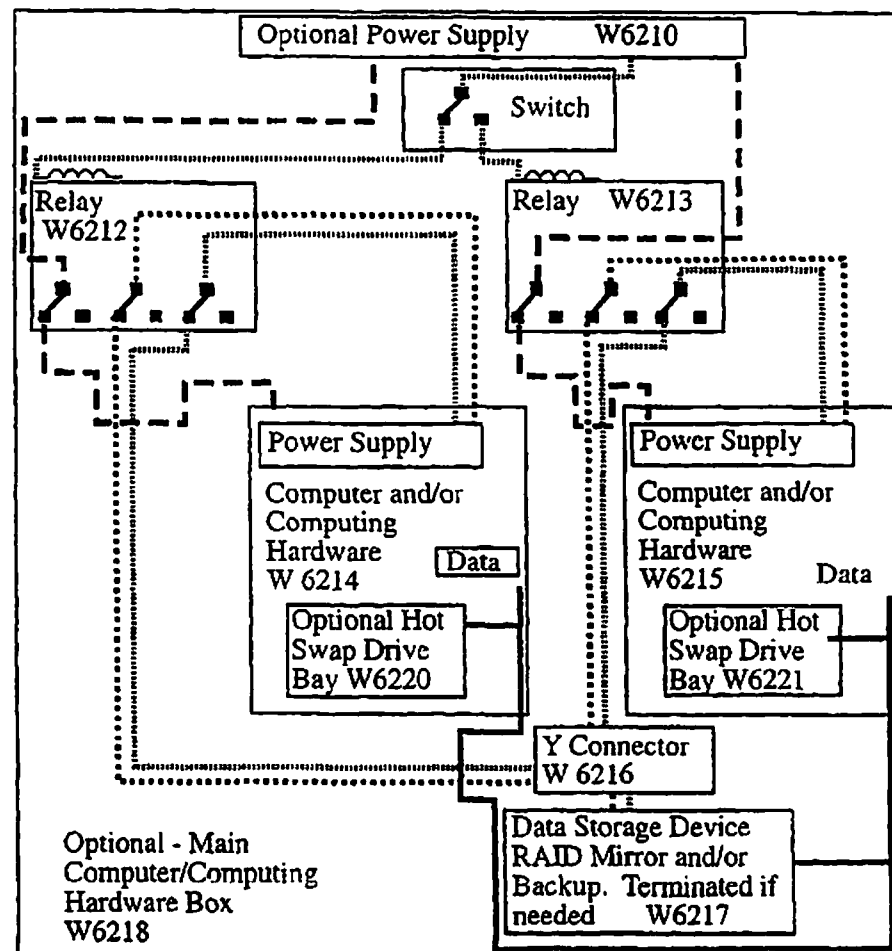 Optional Power Supply W6210
Switch
Relay
W6212
Relay W6213
Power Supply
Computer and/or
Computing
Hardware
W 6214
Data
Optional Hot
Swap Drive
Bay W6220
Power Supply
Computer and/or
Computing
Hardware
W6215
Data
Optional Hot
Swap Drive
Bay W6221
Y Connector
W 6216
Data Storage Device
RAID Mirror and/or
Backup. Terminated if
needed W6217
Optional - Main
Computer/Computing
Hardware Box
W6218